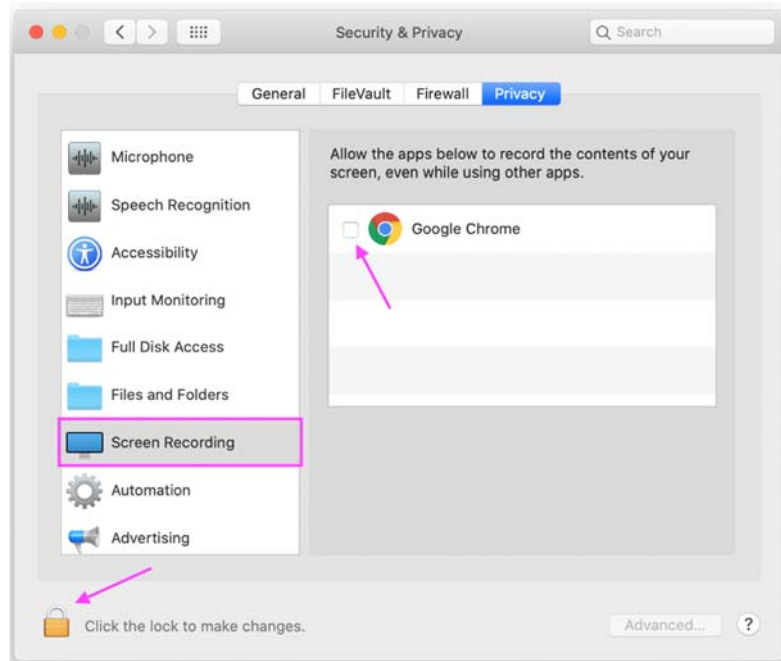 Security & Privacy
Search
General FileVault Firewall Privacy
Microphone
Speech Recognition
Accessibility
Input Monitoring
Full Disk Access
Files and Folders
Screen Recording
Automation
Advertising
Allow the apps below to record the contents of your
screen, even while using other apps.
Google Chrome
Click the lock to make changes.
Advanced...
?